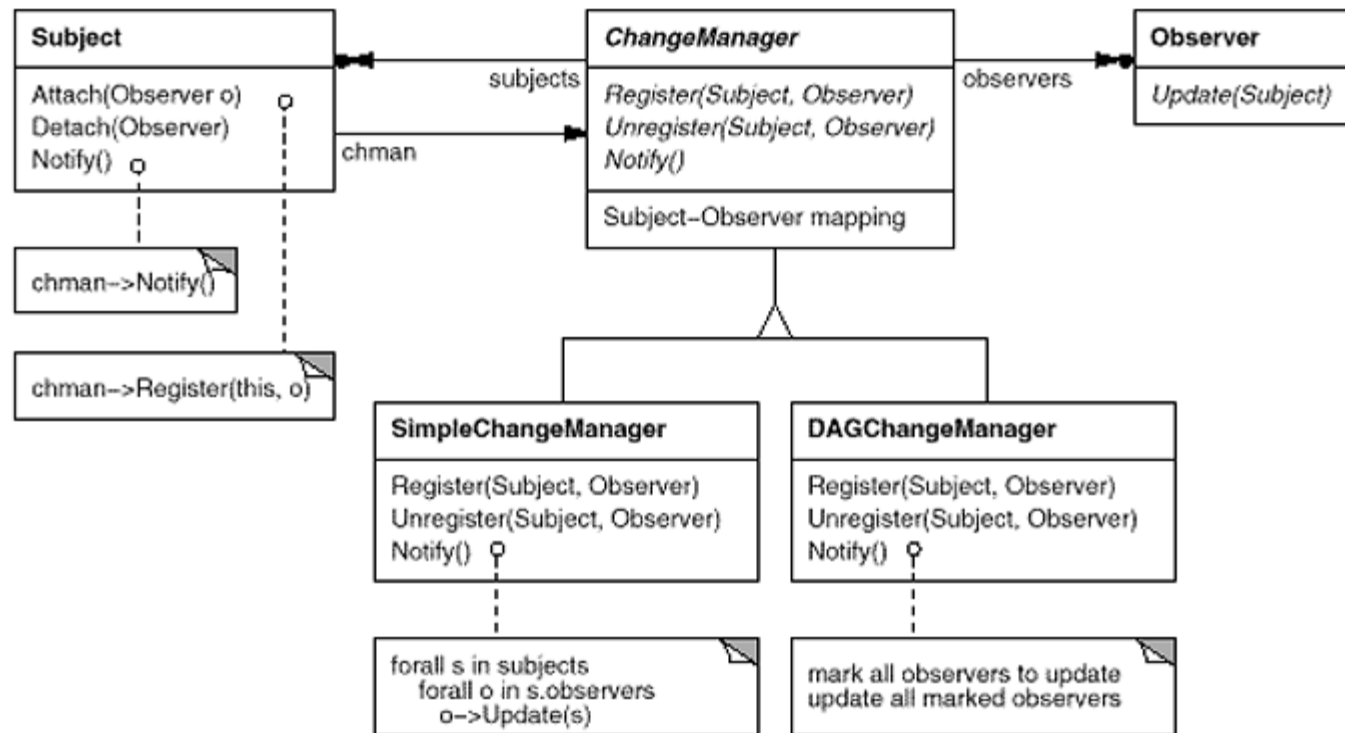 Subject
Attach(Observer o)
Detach(Observer)
Notify()
chman->Notify()
chman->Register(this, o)
subjects
chman
ChangeManager
Register(Subject, Observer)
Unregister(Subject, Observer)
Notify()
Subject-Observer mapping
observers
Observer
Update(Subject)
SimpleChangeManager
Register(Subject, Observer)
Unregister(Subject, Observer)
Notify()
forall s in subjects
forall o in s.observers
o->Update(s)
DAGChangeManager
Register(Subject, Observer)
Unregister(Subject, Observer)
Notify()
mark all observers to update
update all marked observers